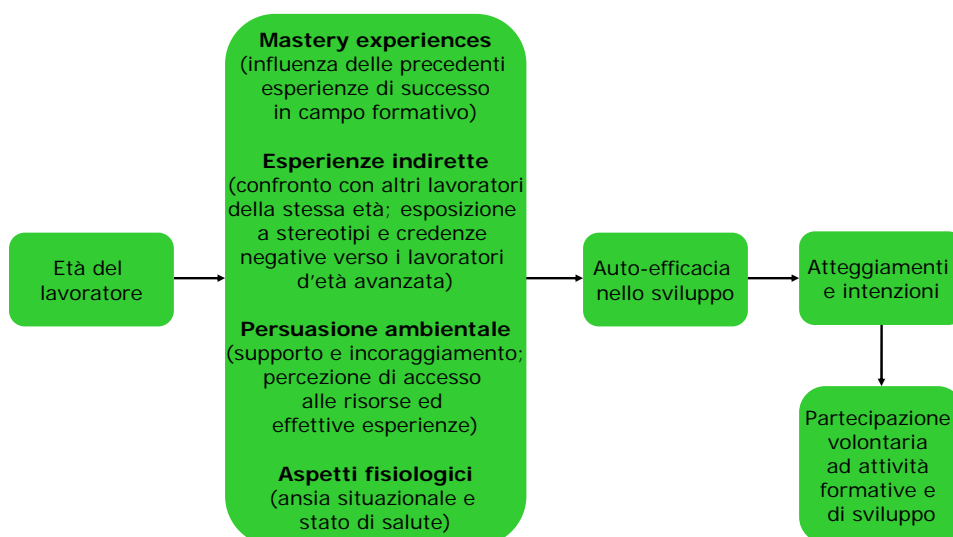 Età del
lavoratore
Mastery experiences
(influenza delle precedenti
esperienze di successo
in campo formativo)
Esperienze indirette
(confronto con altri lavoratori
della stessa età; esposizione
a stereotipi e credenze
negative verso i lavoratori
d'età avanzata)
Persuasione ambientale
(supporto e incoraggiamento;
percezione di accesso
alle risorse ed
effettive esperienze)
Aspetti fisiologici
(ansia situazionale e
stato di salute)
Auto-efficacia
nello sviluppo
Atteggiamenti
e intenzioni
Partecipazione
volontaria
ad attività
formative e
di sviluppo